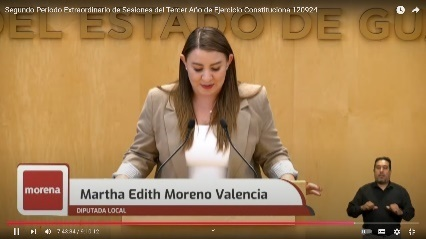 Segundo Periodo Extraordinario de Sesiones del Tercer Año de Ejercicio Constituciona 120924
DEL ESTADO DE GU
morena
Martha Edith Moreno Valencia
DIPUTADA LOCAL